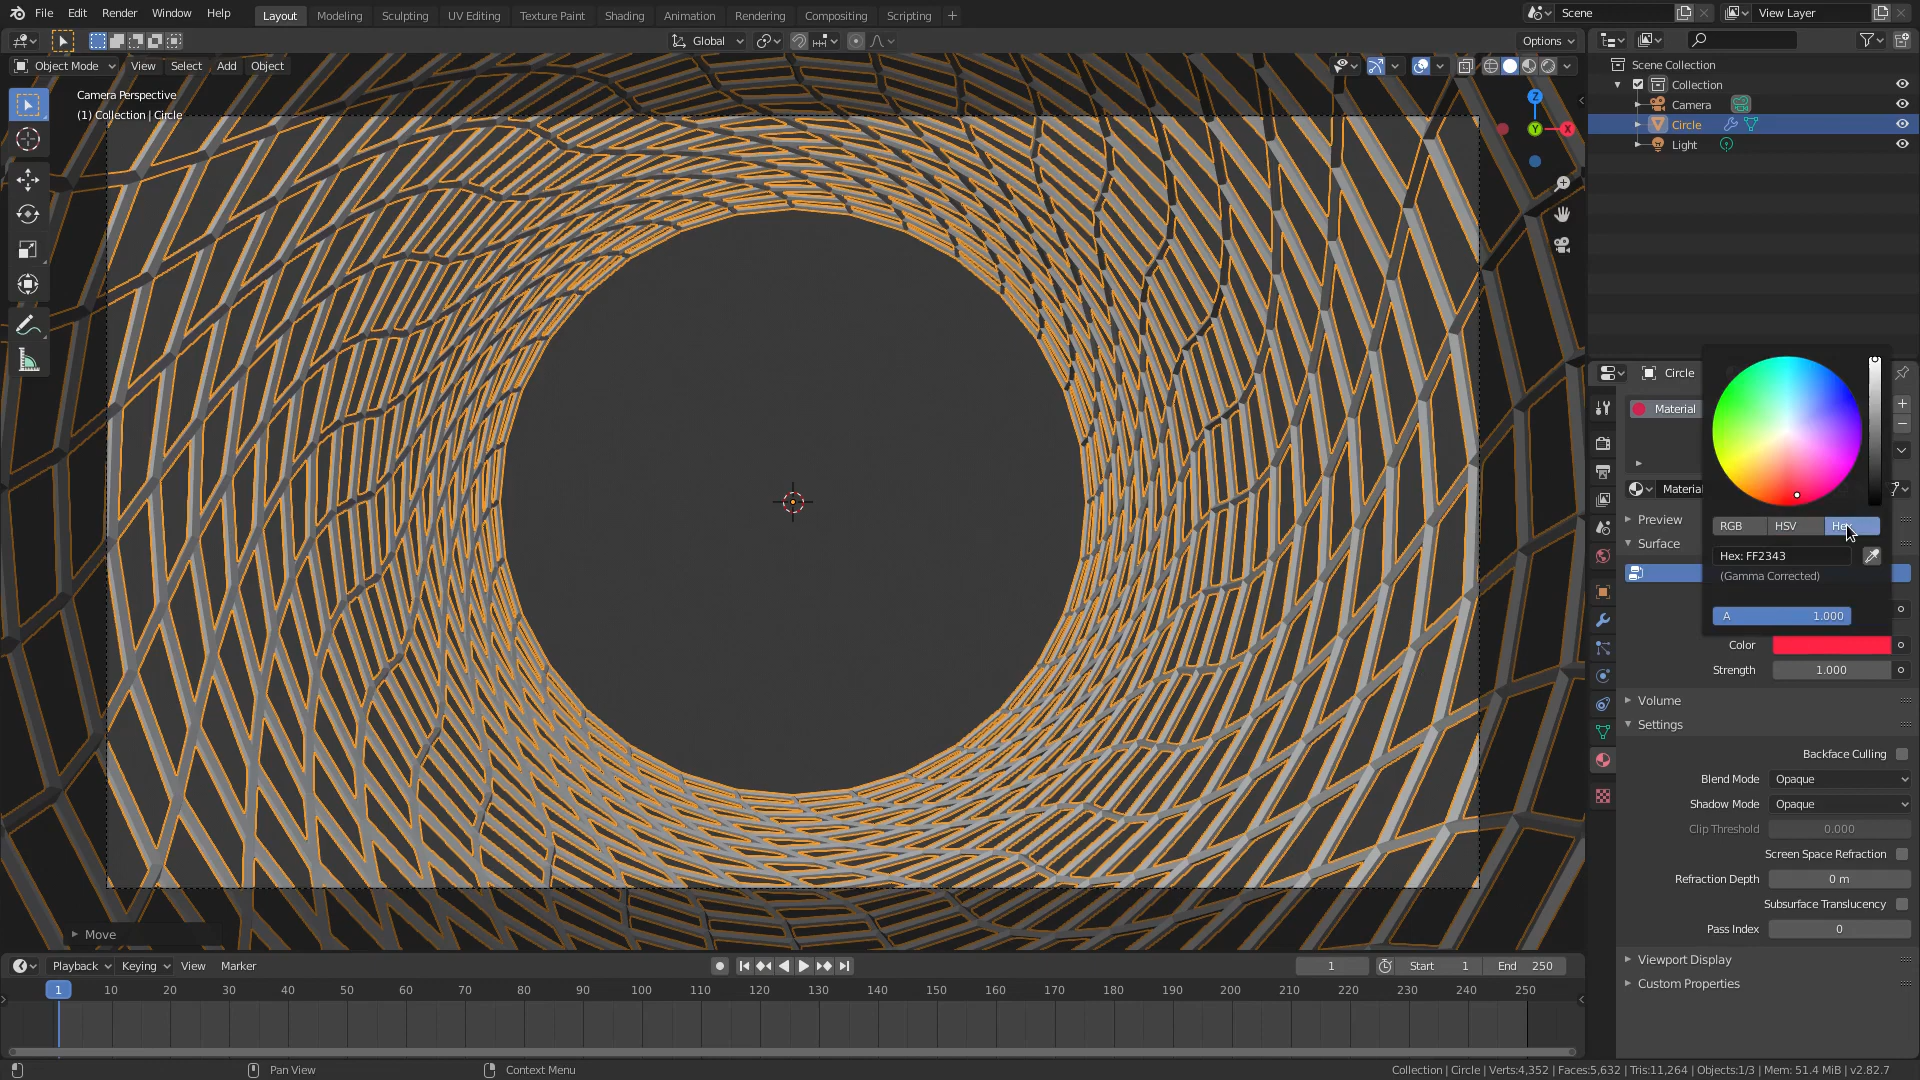 File Edit Render Window Help
Layout Modeling Sculpting UV Editing Texture Paint Shading Animation Rendering Compositing Scripting +
Scene
View Layer
Global
Options
Object Mode View Select Add Object
Camera Perspective
(1) Collection | Circle
Z
Y
X
Scene Collection
Collection
Camera
Circle
Light
Circle
Material
Material
Preview
Surface
RGB HSV Hex
Hex: FF2343
(Gamma Corrected)
A 1.000
Color
Strength 1.000
Volume
Settings
Backface Culling
Blend Mode Opaque
Shadow Mode Opaque
Clip Threshold 0.000
Screen Space Refraction
Refraction Depth 0 m
Subsurface Translucency
Pass Index 0
Viewport Display
Custom Properties
Move
Playback Keying View Marker
1 Start 1 End 250
1 10 20 30 40 50 60 70 80 90 100 110 120 130 140 150 160 170 180 190 200 210 220 230 240 250
Pan View
Context Menu
Collection | Circle | Verts:4,352 | Faces:5,632 | Tris:11,264 | Objects:1/3 | Mem: 51.4 MiB | v2.82.7